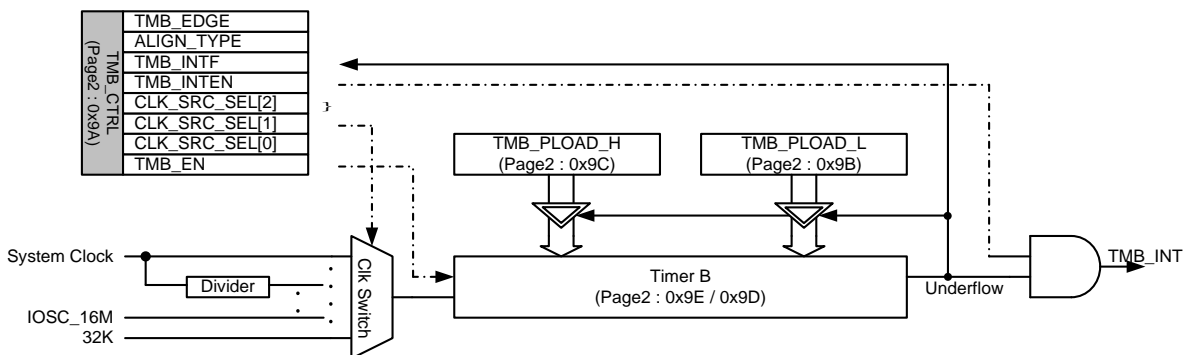 TMB_CTRL
(Page2 : 0x9A)
TMB_EDGE
ALIGN_TYPE
TMB_INTF
TMB_INTEN
CLK_SRC_SEL[2]
CLK_SRC_SEL[1]
CLK_SRC_SEL[0]
TMB_EN
}
TMB_PLOAD_H
(Page2 : 0x9C)
TMB_PLOAD_L
(Page2 : 0x9B)
System Clock
Divider
IOSC_16M
32K
Clk Switch
Timer B
(Page2 : 0x9E / 0x9D)
Underflow
TMB_INT